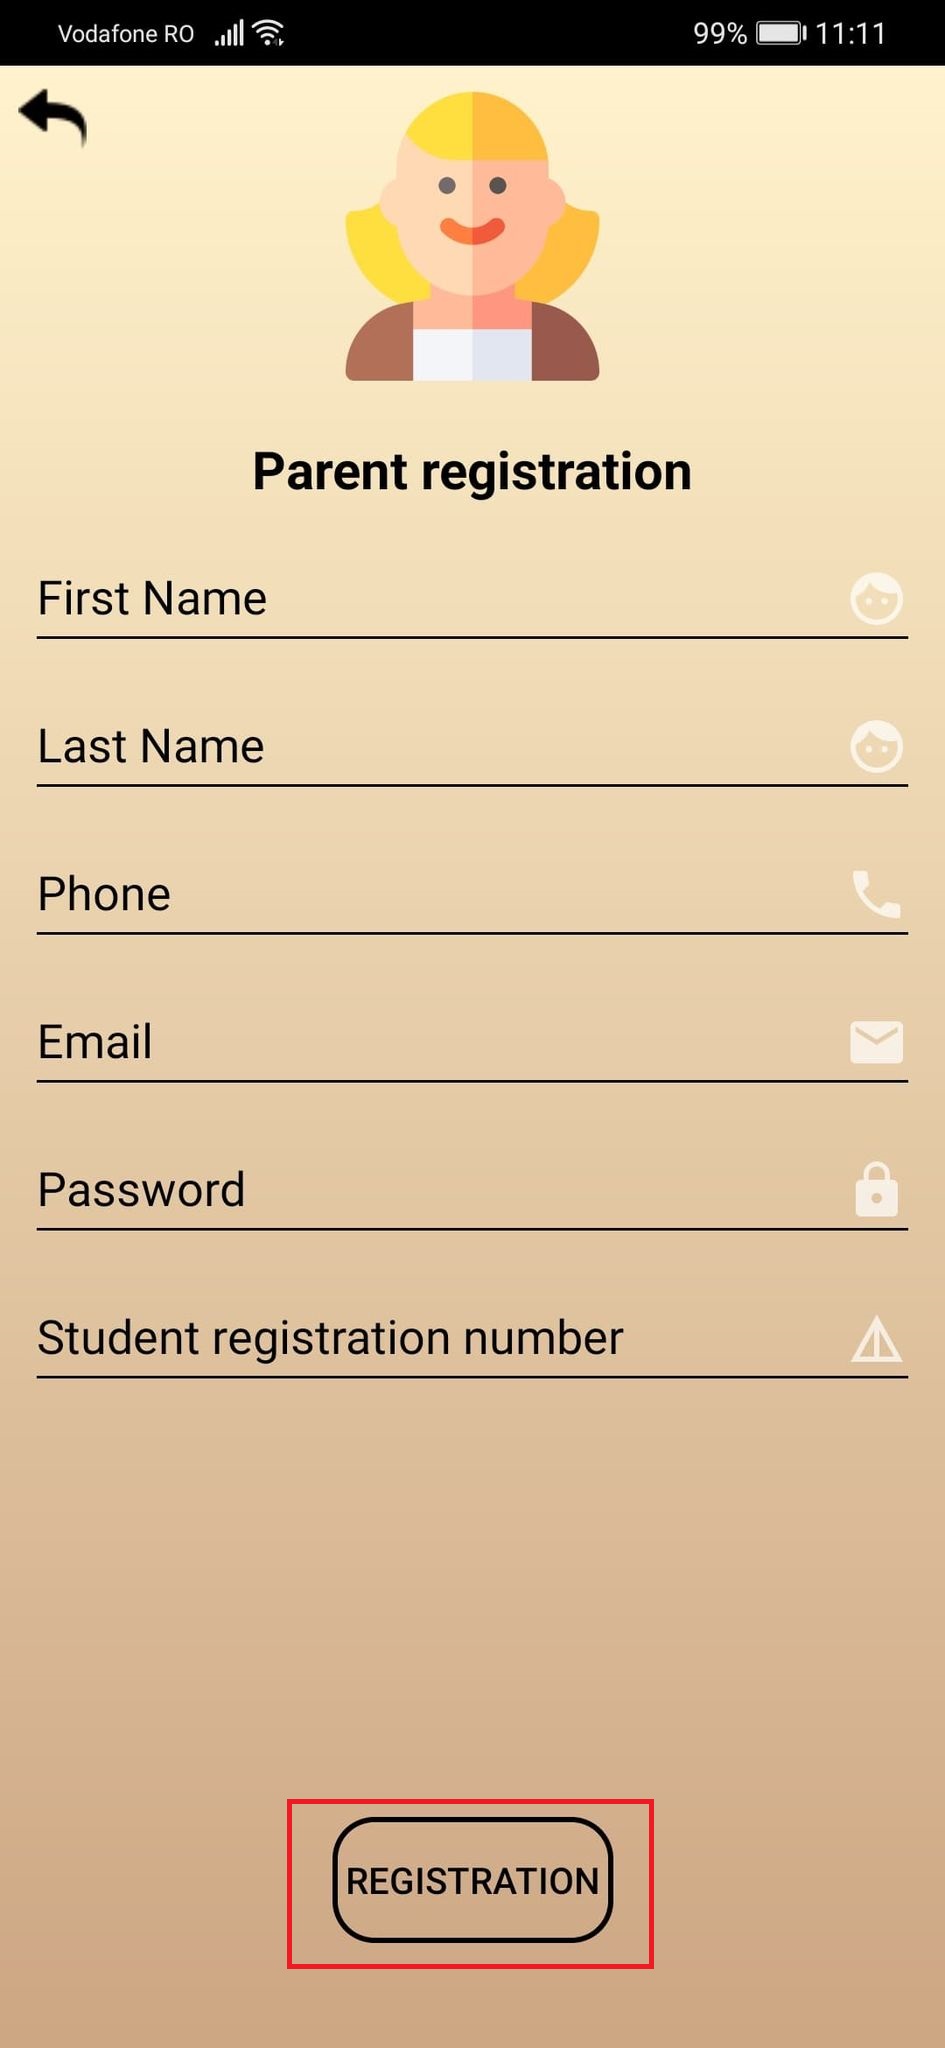 Vodafone RO 99% 11:11
Parent registration
First Name
Last Name
Phone
Email
Password
Student registration number
REGISTRATION